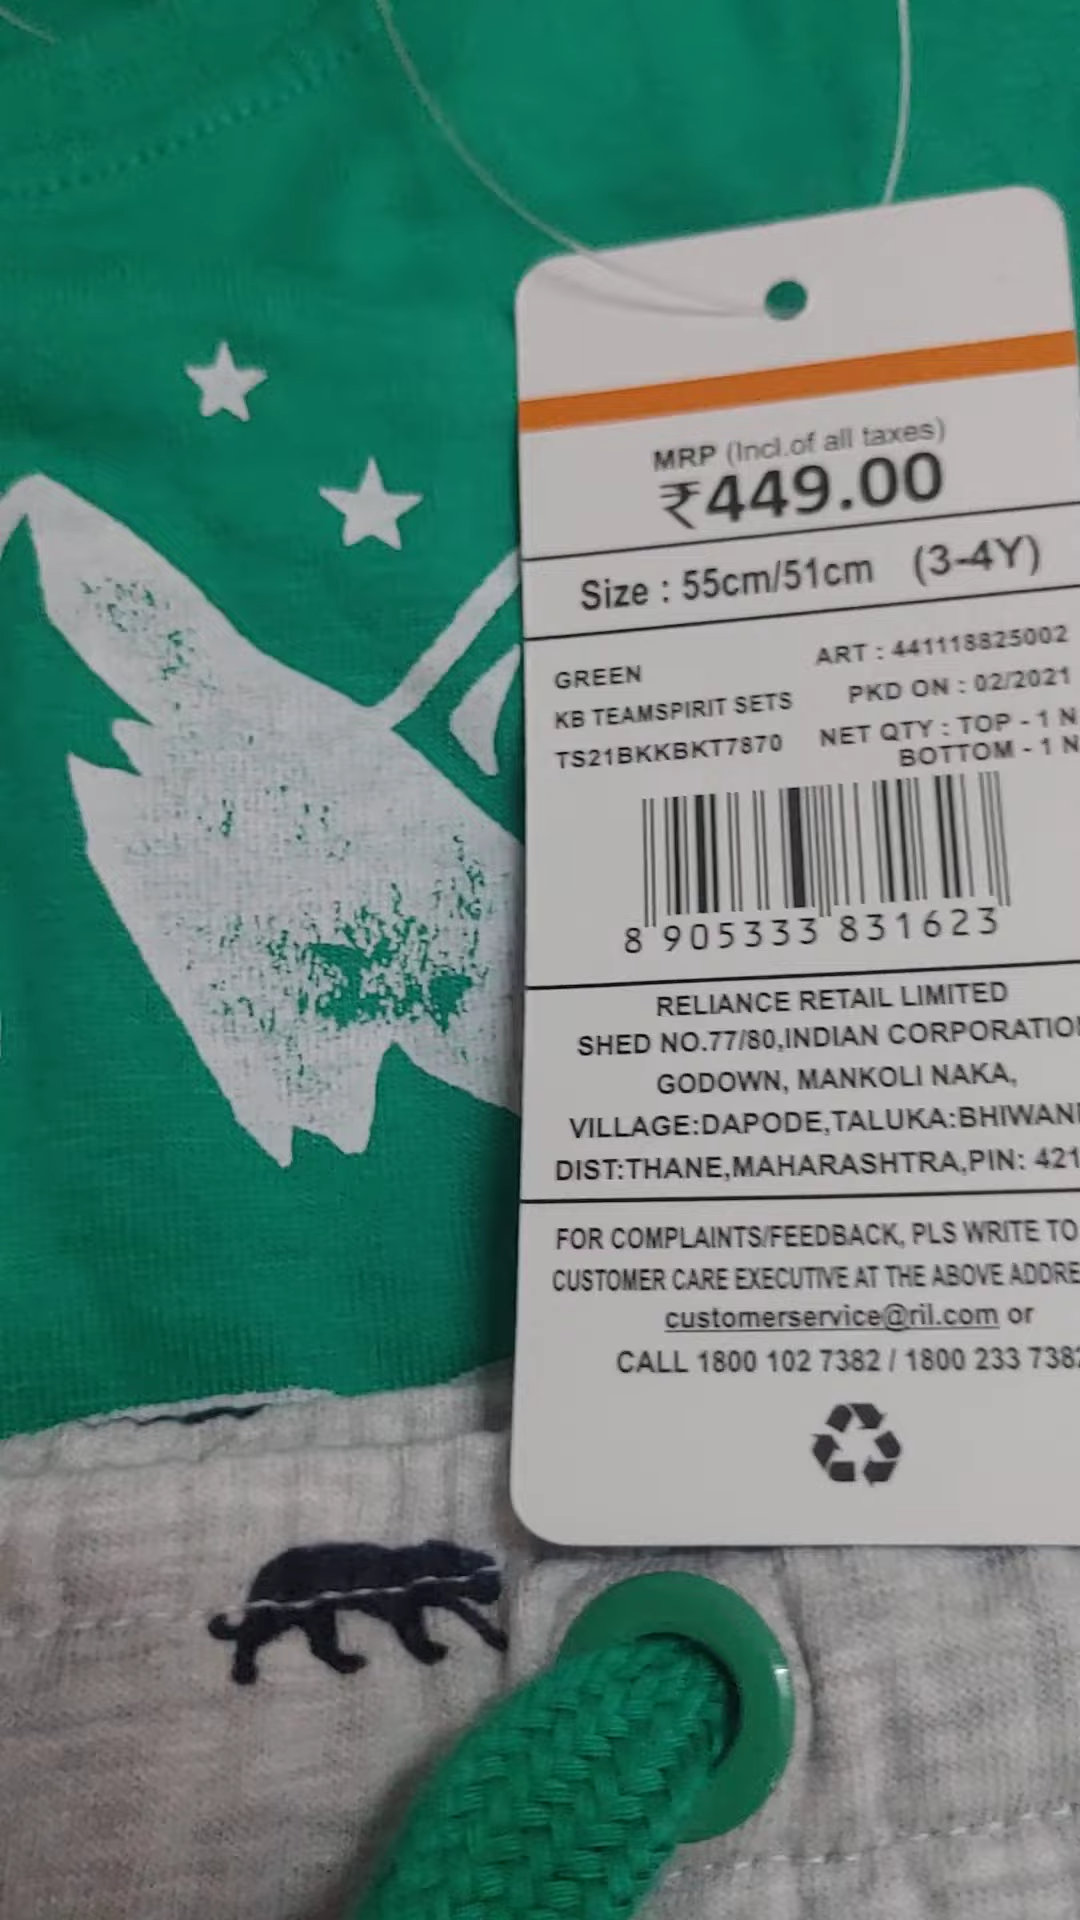 MRP (Incl.of all taxes)
₹449.00
Size : 55cm/51cm (3-4Y)
GREEN
KB TEAMSPIRIT SETS
TS21BKKBKT7870
ART : 441118825002
PKD ON : 02/2021
NET QTY : TOP - 1 N
BOTTOM - 1 N
8 905333 831623
RELIANCE RETAIL LIMITED
SHED NO.77/80,INDIAN CORPORATIO
GODOWN, MANKOLI NAKA,
VILLAGE:DAPODE,TALUKA:BHIWAN
DIST:THANE,MAHARASHTRA,PIN: 421
FOR COMPLAINTS/FEEDBACK, PLS WRITE TO
CUSTOMER CARE EXECUTIVE AT THE ABOVE ADDRE
customerservice@ril.com or
CALL 1800 102 7382 / 1800 233 7382